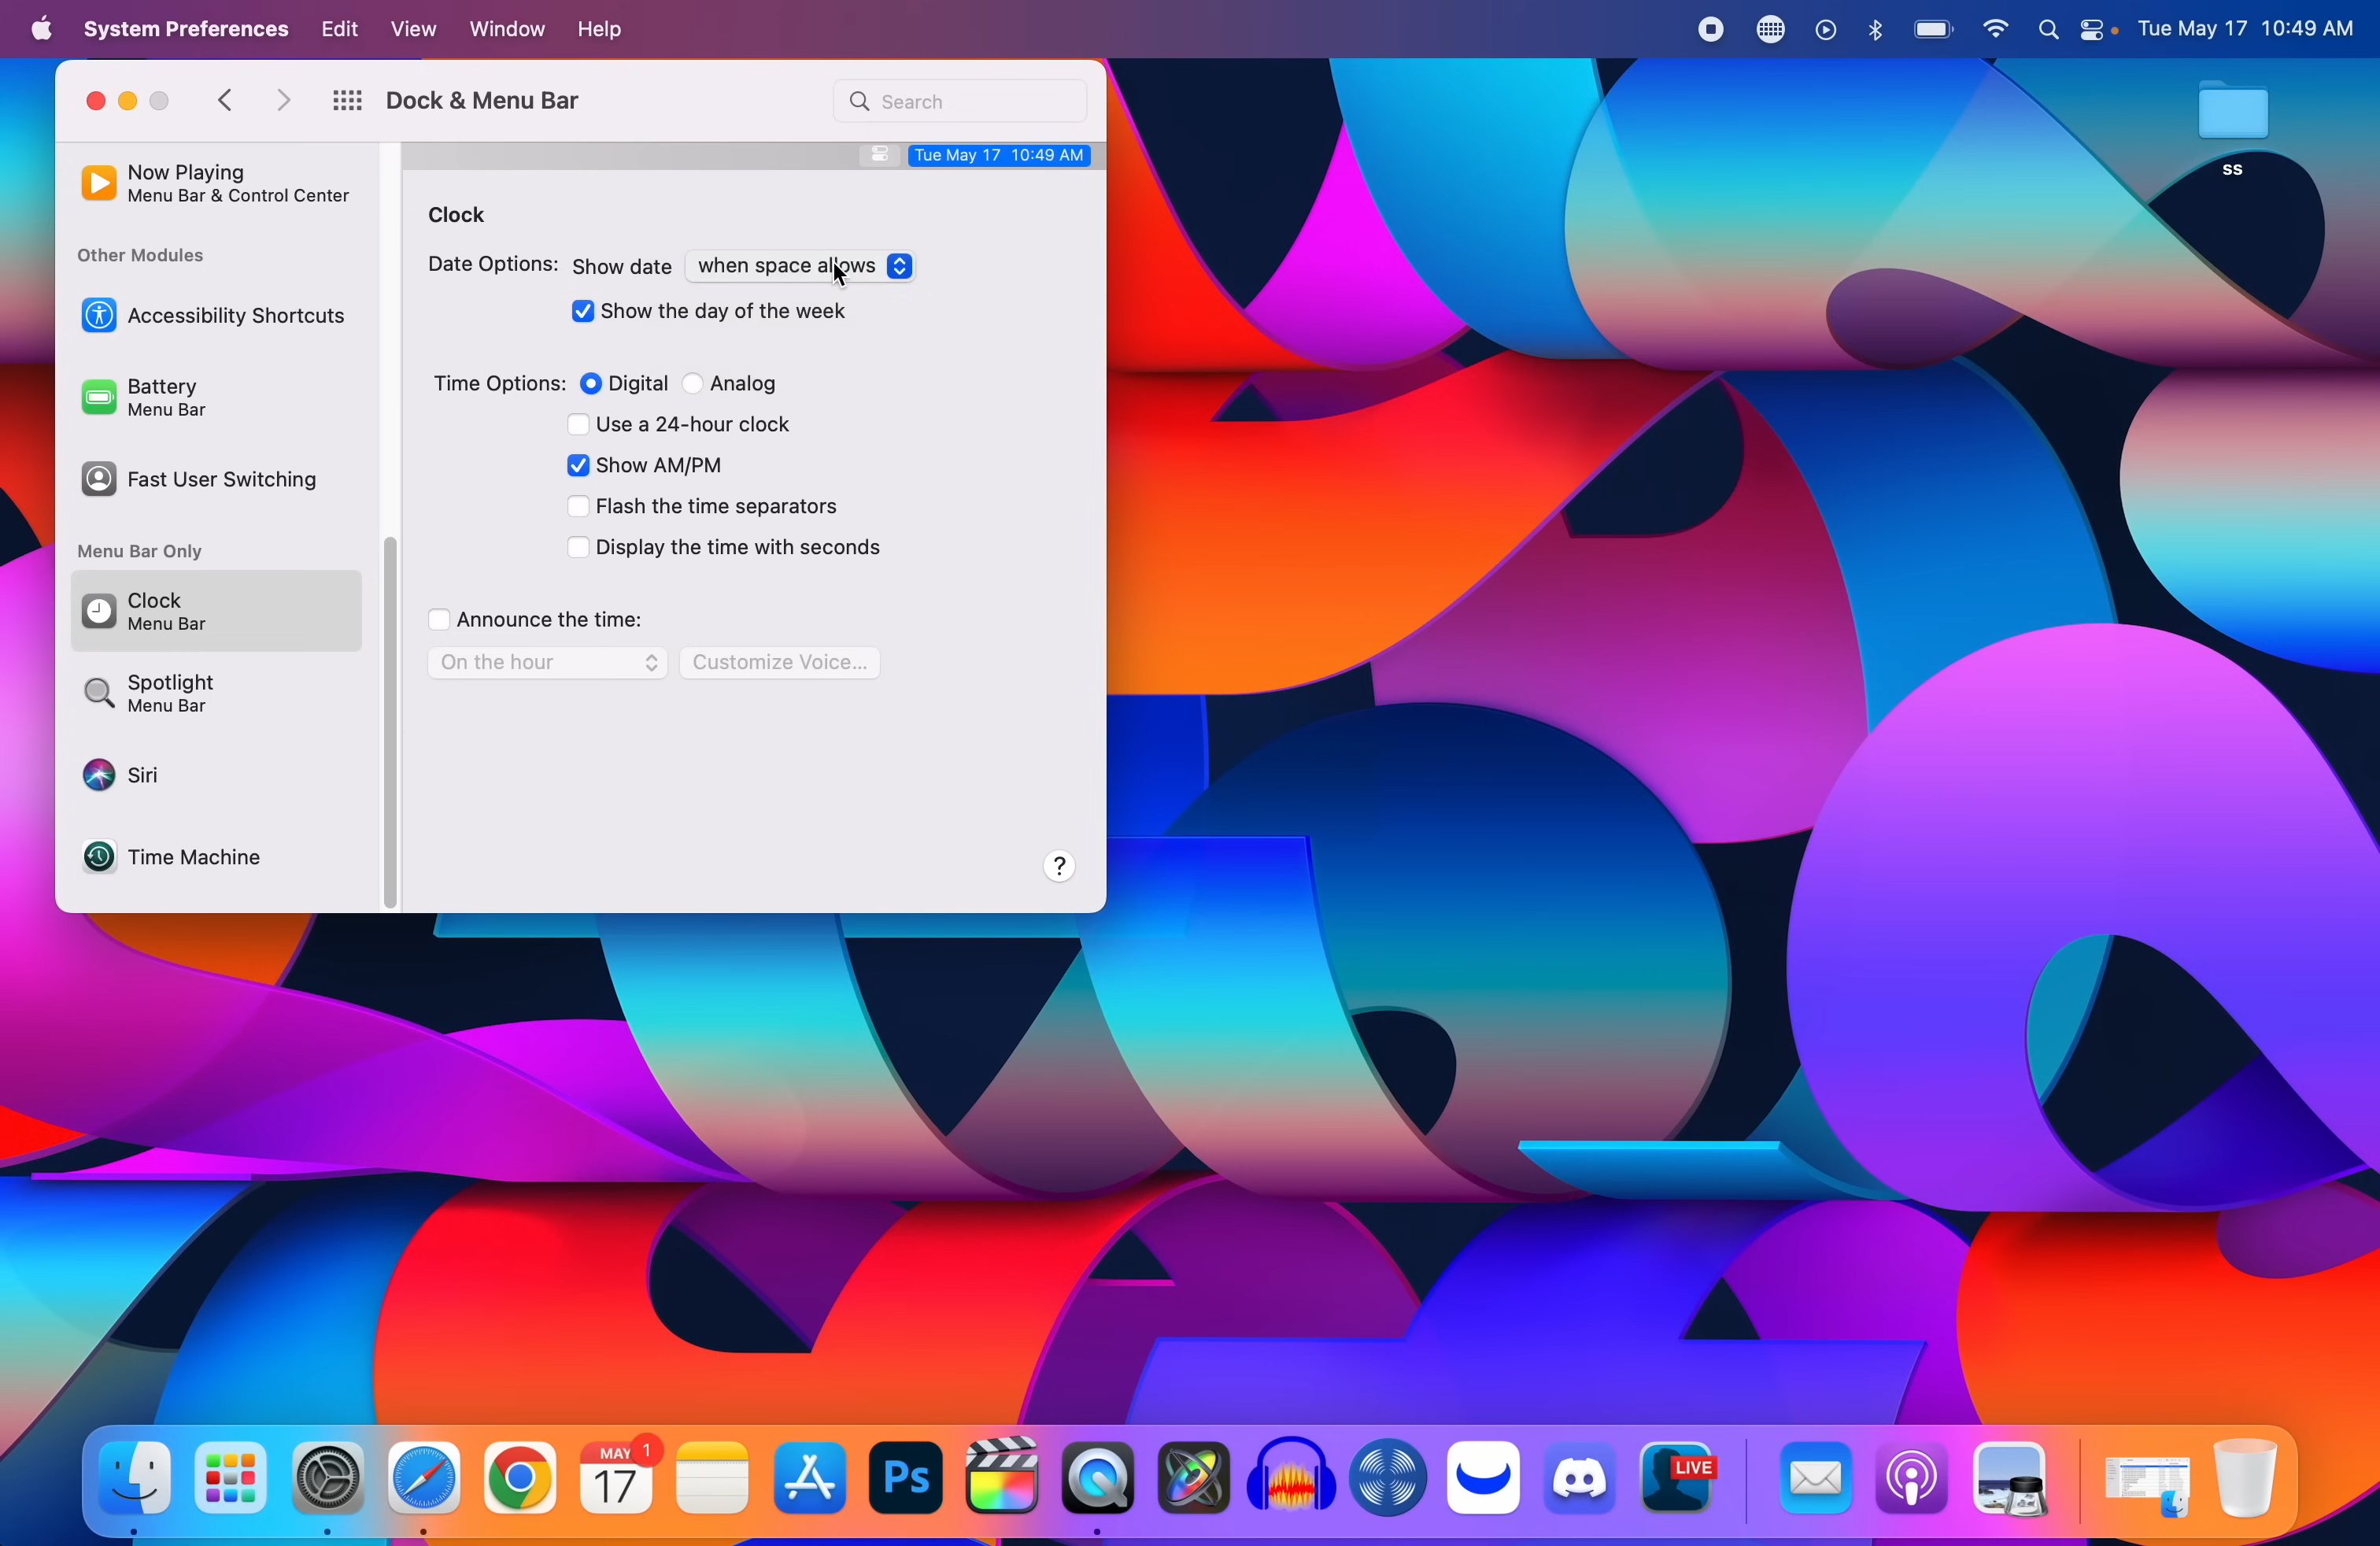 System Preferences Edit View Window Help
Tue May 17 10:49 AM
Dock & Menu Bar
Search
Now Playing
Menu Bar & Control Center
Other Modules
Accessibility Shortcuts
Battery
Menu Bar
Fast User Switching
Menu Bar Only
Clock
Menu Bar
Spotlight
Menu Bar
Siri
Time Machine
Tue May 17 10:49 AM
Clock
Date Options: Show date when space allows
Show the day of the week
Time Options: Digital Analog
Use a 24-hour clock
Show AM/PM
Flash the time separators
Display the time with seconds
Announce the time:
On the hour Customize Voice...
?
ss
MAY 1
17
Ps
LIVE